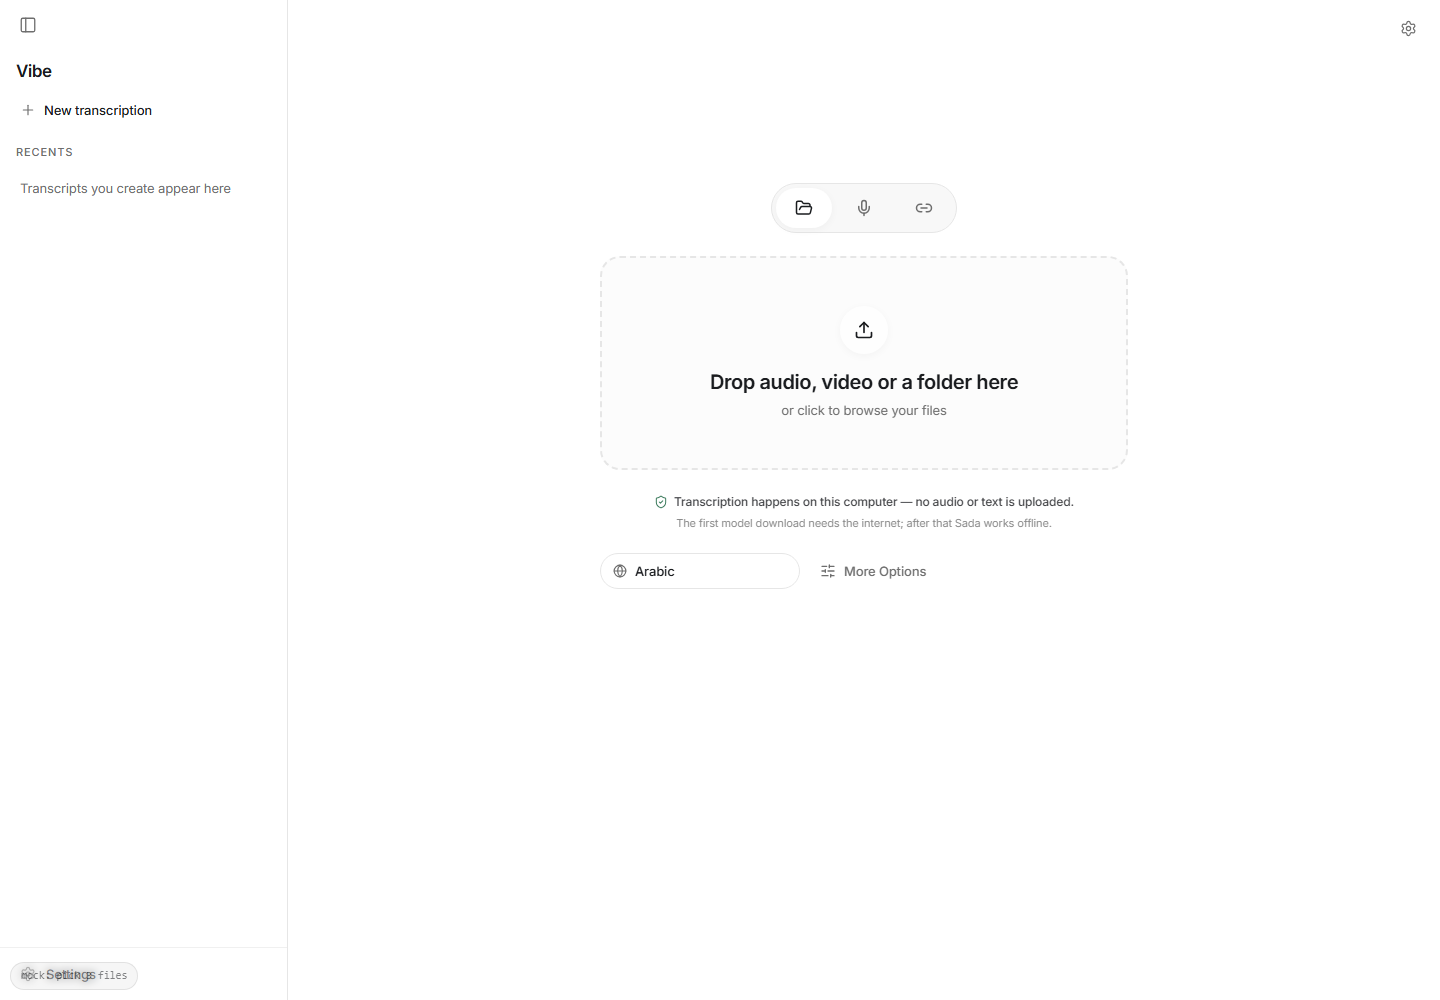 Vibe
New transcription
RECENTS
Transcripts you create appear here
Drop audio, video or a folder here
or click to browse your files
Transcription happens on this computer — no audio or text is uploaded.
The first model download needs the internet; after that Sada works offline.
Arabic
More Options
Settings
files